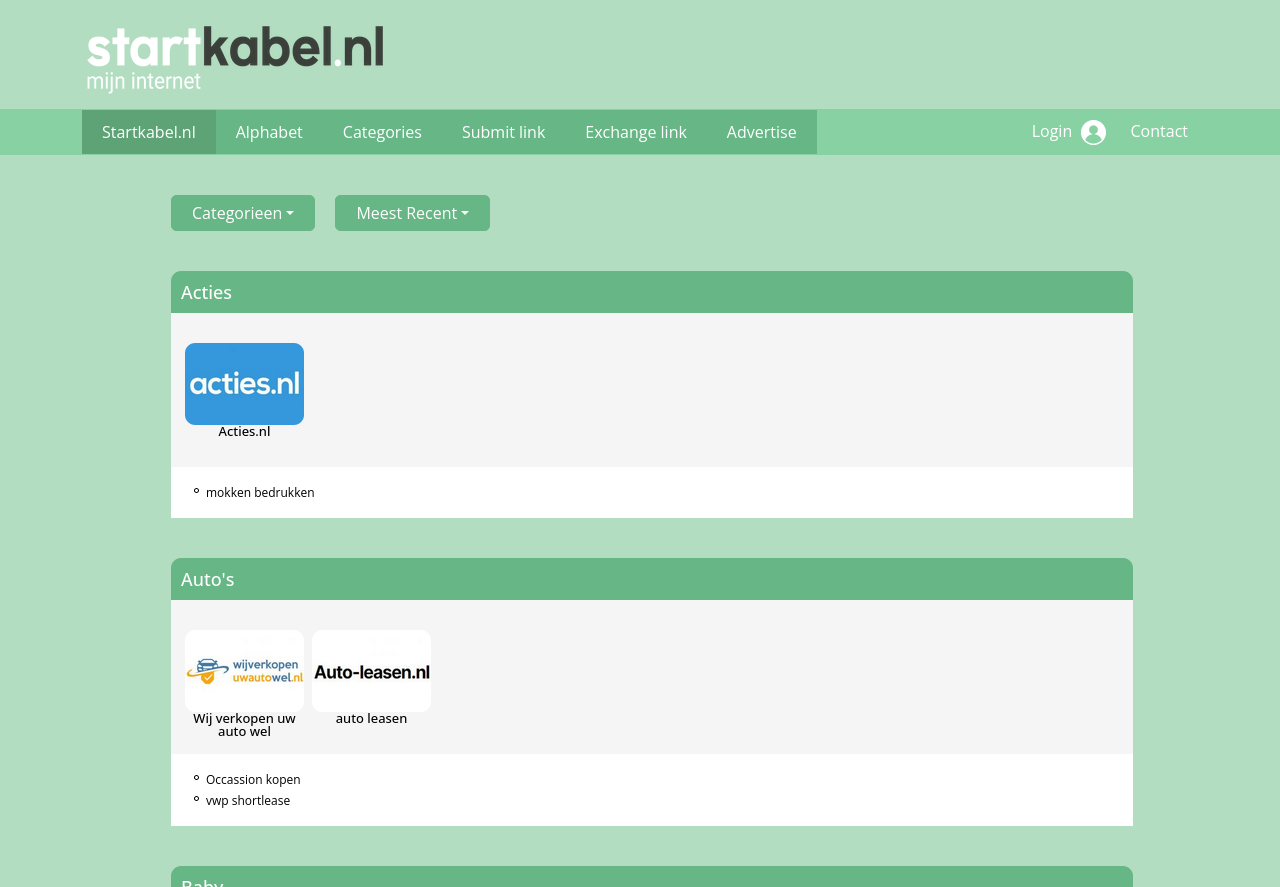 startkabel.nl
mijn internet
Startkabel.nl Alphabet Categories Submit link Exchange link Advertise Login Contact
Categorieen Meest Recent
Acties
acties.nl
Acties.nl
mokken bedrukken
Auto's
wijverkopen
uwautowel.nl
Auto-leasen.nl
Wij verkopen uw
auto wel
auto leasen
Occassion kopen
vwp shortlease
Baby